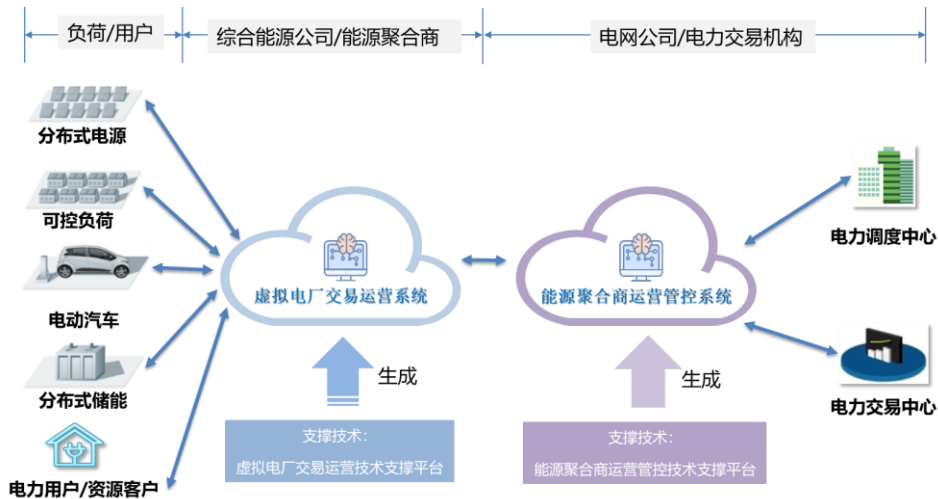 负荷/用户
综合能源公司/能源聚合商
电网公司/电力交易机构
分布式电源
可控负荷
电动汽车
分布式储能
电力用户/资源客户
虚拟电厂交易运营系统
能源聚合商运营管控系统
电力调度中心
电力交易中心
生成
生成
支撑技术：
虚拟电厂交易运营技术支撑平台
支撑技术：
能源聚合商运营管控技术支撑平台